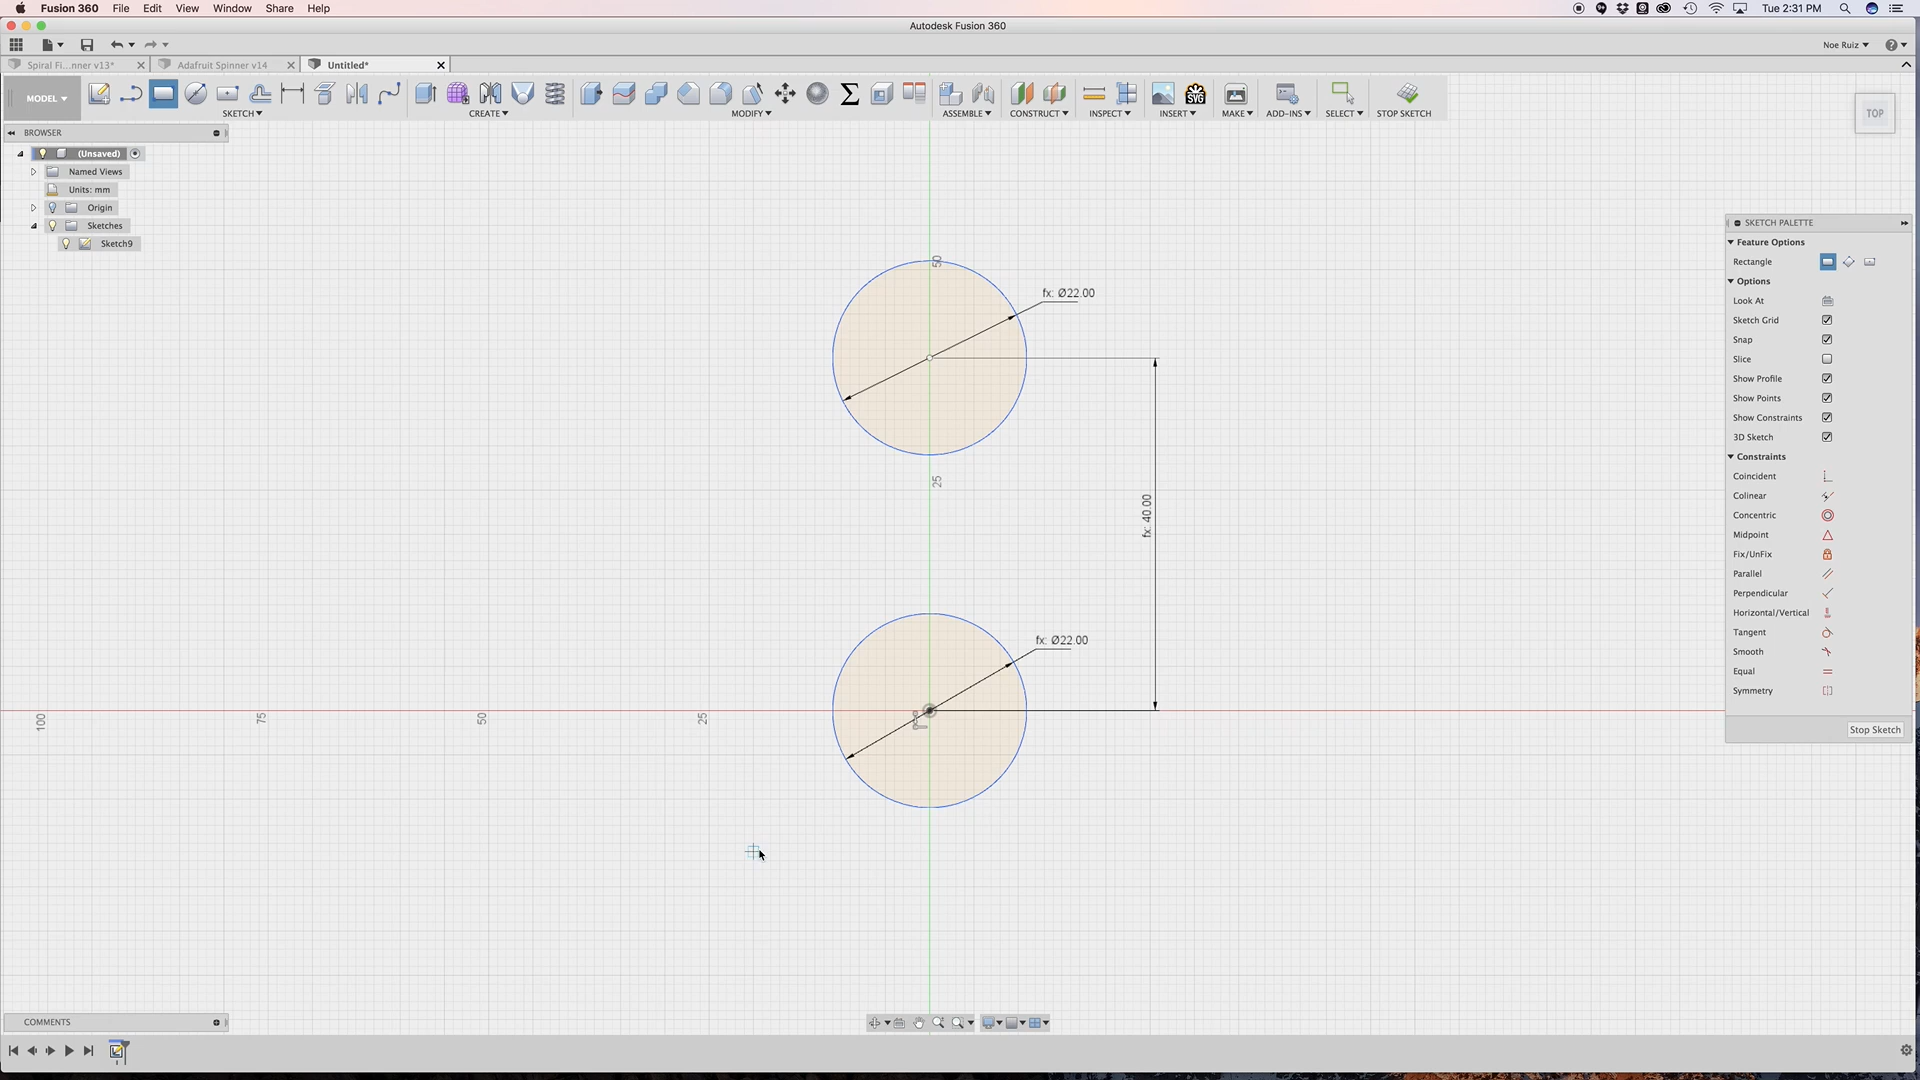 Fusion 360 File Edit View Window Share Help Tue 2:31 PM
Autodesk Fusion 360
Noe Ruiz
Spiral Fi...nner v13* Adafruit Spinner v14 Untitled*
MODEL
SKETCH CREATE MODIFY ASSEMBLE CONSTRUCT INSPECT INSERT MAKE ADD-INS SELECT STOP SKETCH
SVG
TOP
BROWSER
(Unsaved)
Named Views
Units: mm
Origin
Sketches
Sketch9
SKETCH PALETTE
Feature Options
Rectangle
Options
Look At
Sketch Grid
Snap
Slice
Show Profile
Show Points
Show Constraints
3D Sketch
Constraints
Coincident
Colinear
Concentric
Midpoint
Fix/UnFix
Parallel
Perpendicular
Horizontal/Vertical
Tangent
Smooth
Equal
Symmetry
Stop Sketch
50
fx: Ø22.00
25
fx: 40.00
fx: Ø22.00
100 75 50 25
COMMENTS